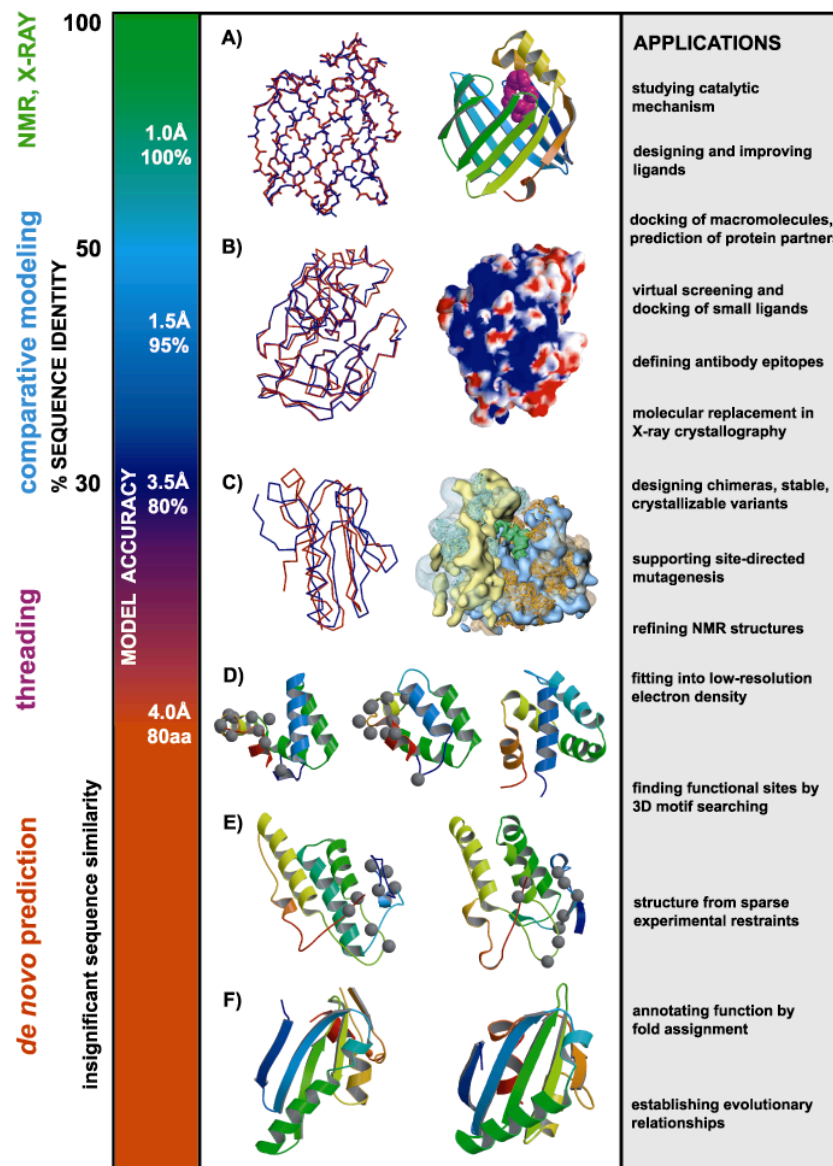 100
NMR, X-RAY
comparative modeling
threading
de novo prediction
% SEQUENCE IDENTITY
50
30
insignificant sequence similarity
MODEL ACCURACY
1.0Å
100%
1.5Å
95%
3.5Å
80%
4.0Å
80aa
A)
B)
C)
D)
E)
F)
APPLICATIONS
studying catalytic
mechanism
designing and improving
ligands
docking of macromolecules,
prediction of protein partners
virtual screening and
docking of small ligands
defining antibody epitopes
molecular replacement in
X-ray crystallography
designing chimeras, stable,
crystallizable variants
supporting site-directed
mutagenesis
refining NMR structures
fitting into low-resolution
electron density
finding functional sites by
3D motif searching
structure from sparse
experimental restraints
annotating function by
fold assignment
establishing evolutionary
relationships